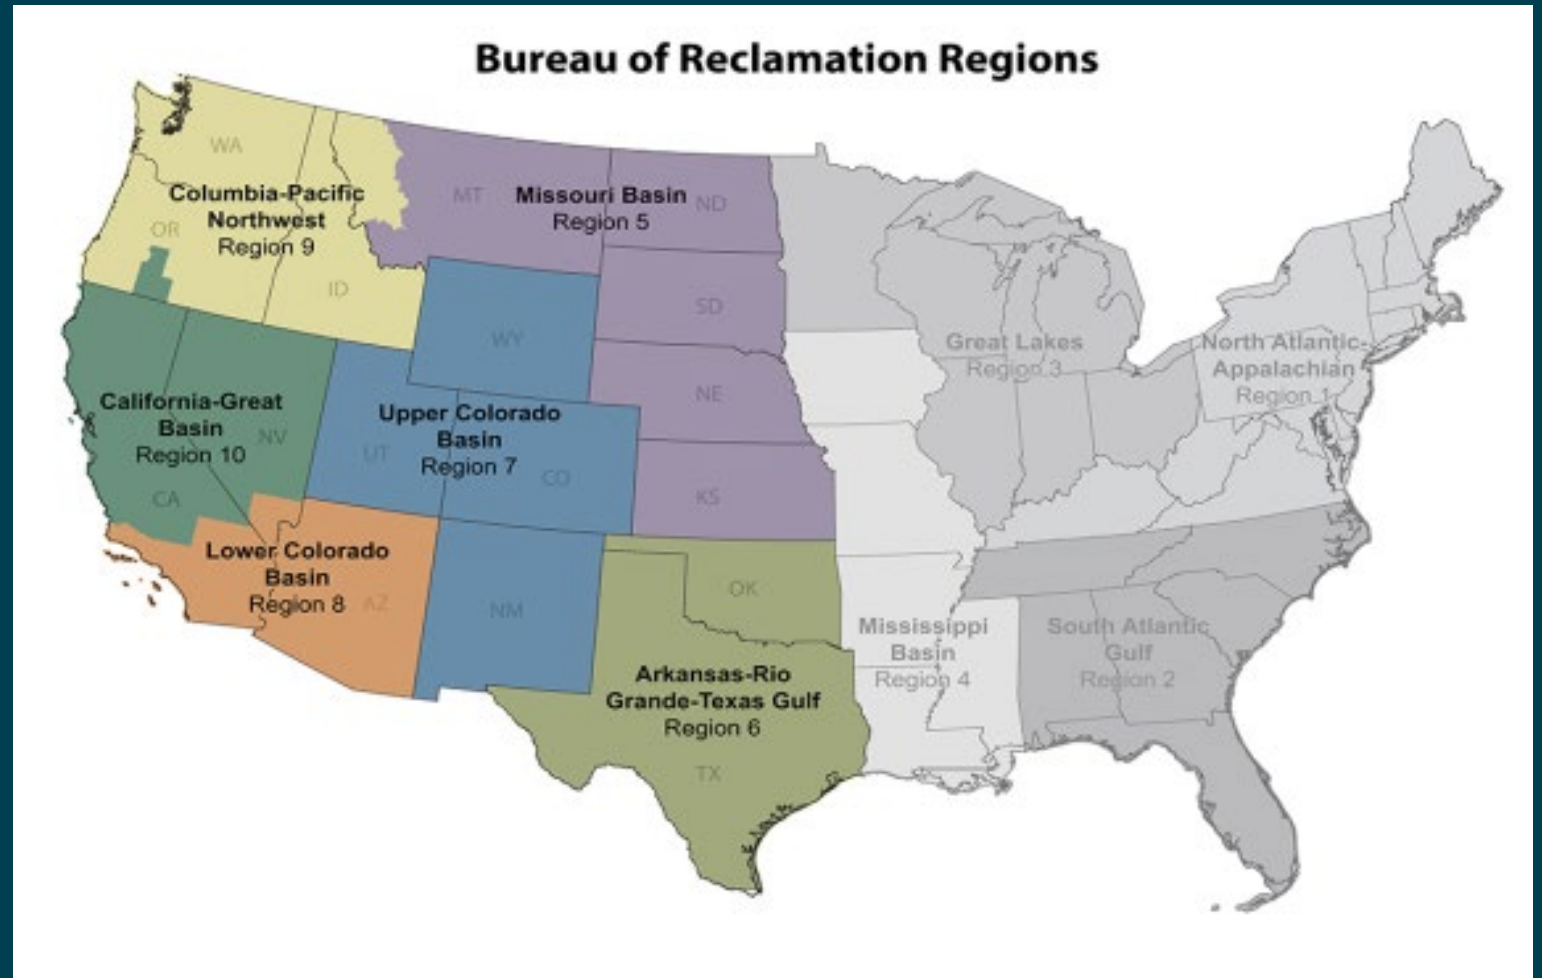 Bureau of Reclamation Regions
WA
Columbia-Pacific
Northwest
Region 9
OR
ID
MT
Missouri Basin
Region 5
ND
SD
WY
NE
KS
Great Lakes
Region 3
North Atlantic-
Appalachian
Region 1
California-Great
Basin
Region 10
NV
CA
Upper Colorado
Basin
Region 7
UT
CO
Lower Colorado
Basin
Region 8
AZ
NM
OK
Arkansas-Rio
Grande-Texas Gulf
Region 6
TX
Mississippi
Basin
Region 4
South Atlantic
Gulf
Region 2